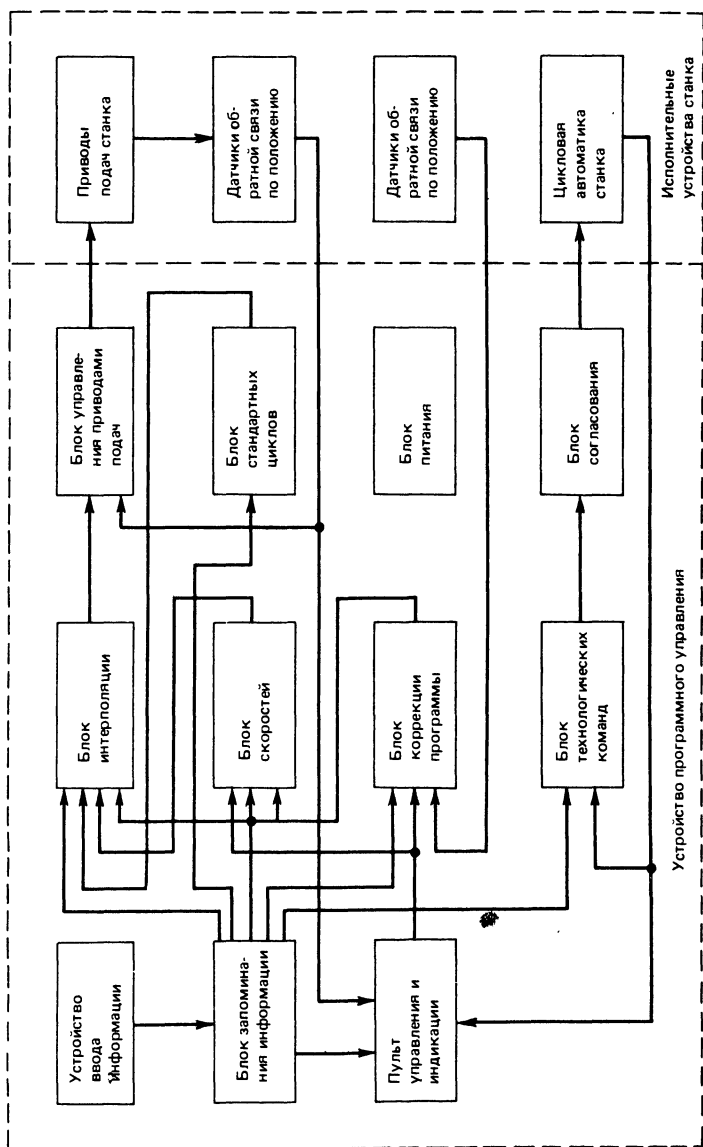 Устройство
ввода
информации
Блок запомина-
ния информации
Пульт
управления и
индикации
Блок
интерполяции
Блок
скоростей
Блок
коррекции
программы
Блок
технологических
команд
Блок управле-
ния приводами
подач
Блок
стандартных
циклов
Блок
питания
Блок
согласования
Приводы
подач станка
Датчики об-
ратной связи
по положению
Датчики об-
ратной связи
по положению
Цикловая
автоматика
станка
Устройство программного управления
Исполнительные
устройства станка